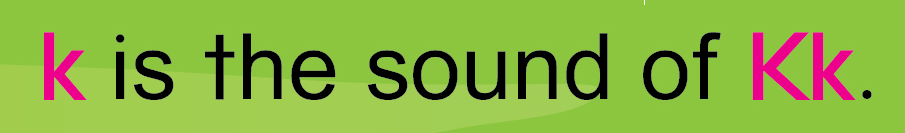 k is the sound of Kk.